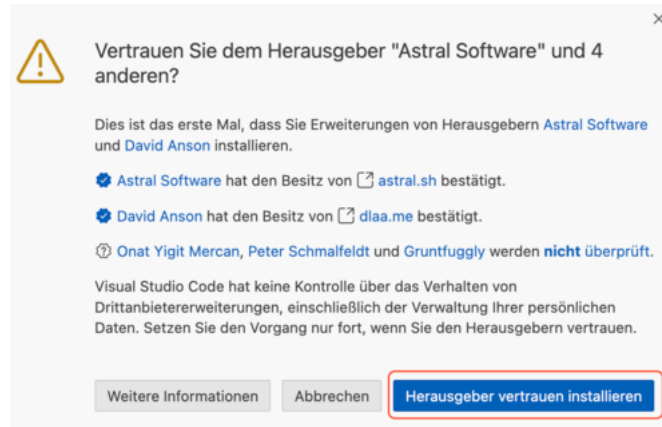 Vertrauen Sie dem Herausgeber "Astral Software" und 4
anderen?
Dies ist das erste Mal, dass Sie Erweiterungen von Herausgebern Astral Software
und David Anson installieren.
Astral Software hat den Besitz von astral.sh bestätigt.
David Anson hat den Besitz von dlaa.me bestätigt.
Onat Yigit Mercan, Peter Schmalfeldt und Gruntfuggly werden nicht überprüft.
Visual Studio Code hat keine Kontrolle über das Verhalten von
Drittanbietererweiterungen, einschließlich der Verwaltung Ihrer persönlichen
Daten. Setzen Sie den Vorgang nur fort, wenn Sie den Herausgebern vertrauen.
Weitere Informationen Abbrechen Herausgeber vertrauen installieren